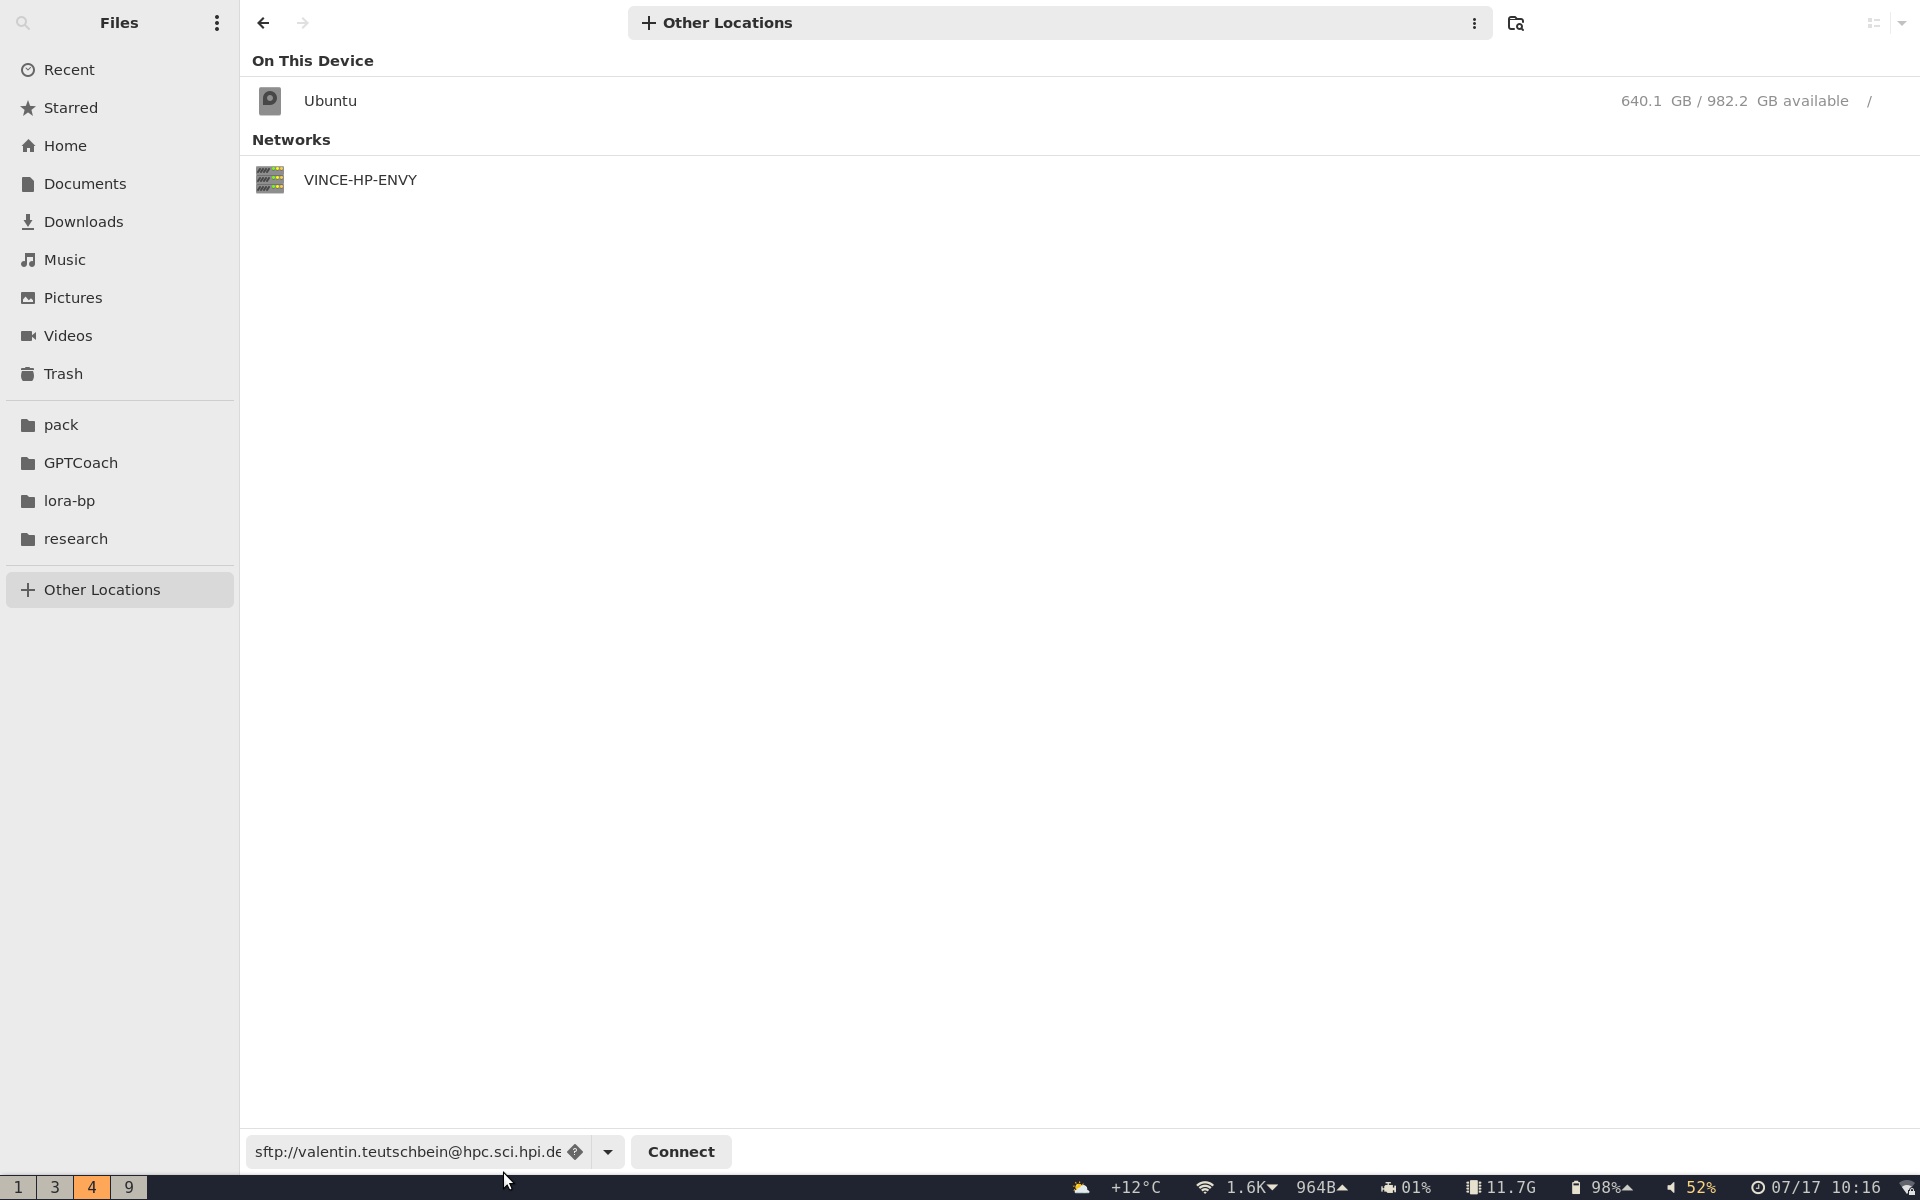 Files
+ Other Locations
Recent
Starred
Home
Documents
Downloads
Music
Pictures
Videos
Trash
pack
GPTCoach
lora-bp
research
+ Other Locations
On This Device
Ubuntu 640.1 GB / 982.2 GB available /
Networks
VINCE-HP-ENVY
sftp://valentin.teutschbein@hpc.sci.hpi.de Connect
1 3 4 9 +12°C 1.6K 964B 01% 11.7G 98% 52% 07/17 10:16